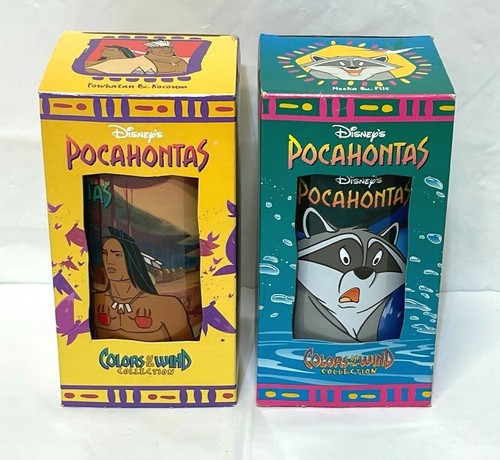 Powhatan & Kocoum
Disney's
POCAHONTAS
AS
COLORS OF THE WIND
COLLECTION
Meeko & Flit
Disney's
POCAHONTAS
Disney's
POCAHONTAS
COLORS OF THE WIND
COLLECTION